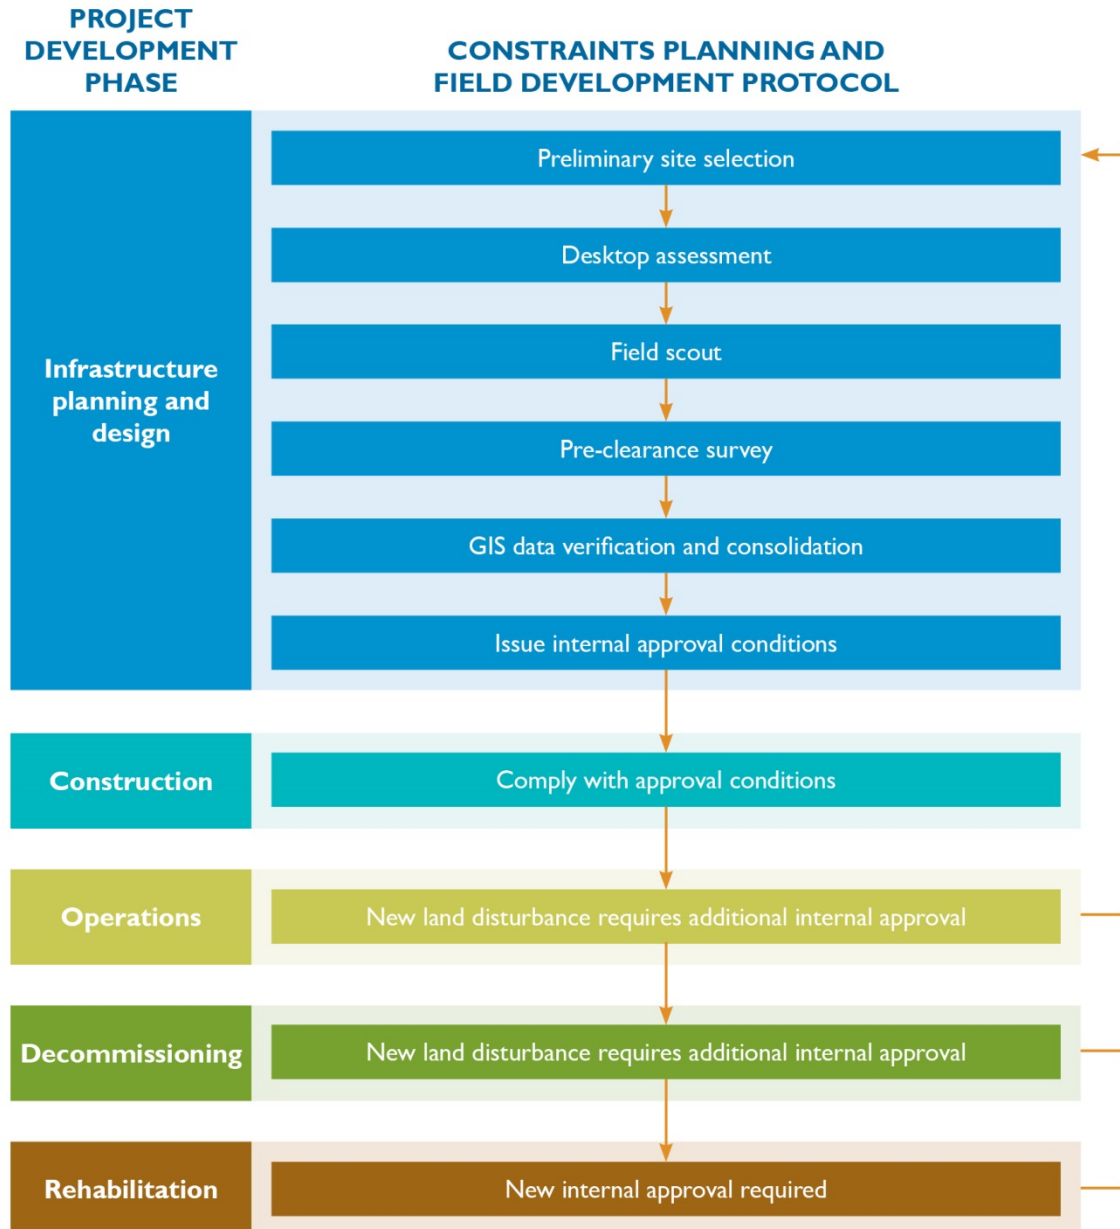 PROJECT
DEVELOPMENT
PHASE
CONSTRAINTS PLANNING AND
FIELD DEVELOPMENT PROTOCOL
Infrastructure
planning and
design
Preliminary site selection
Desktop assessment
Field scout
Pre-clearance survey
GIS data verification and consolidation
Issue internal approval conditions
Construction
Comply with approval conditions
Operations
New land disturbance requires additional internal approval
Decommissioning
New land disturbance requires additional internal approval
Rehabilitation
New internal approval required